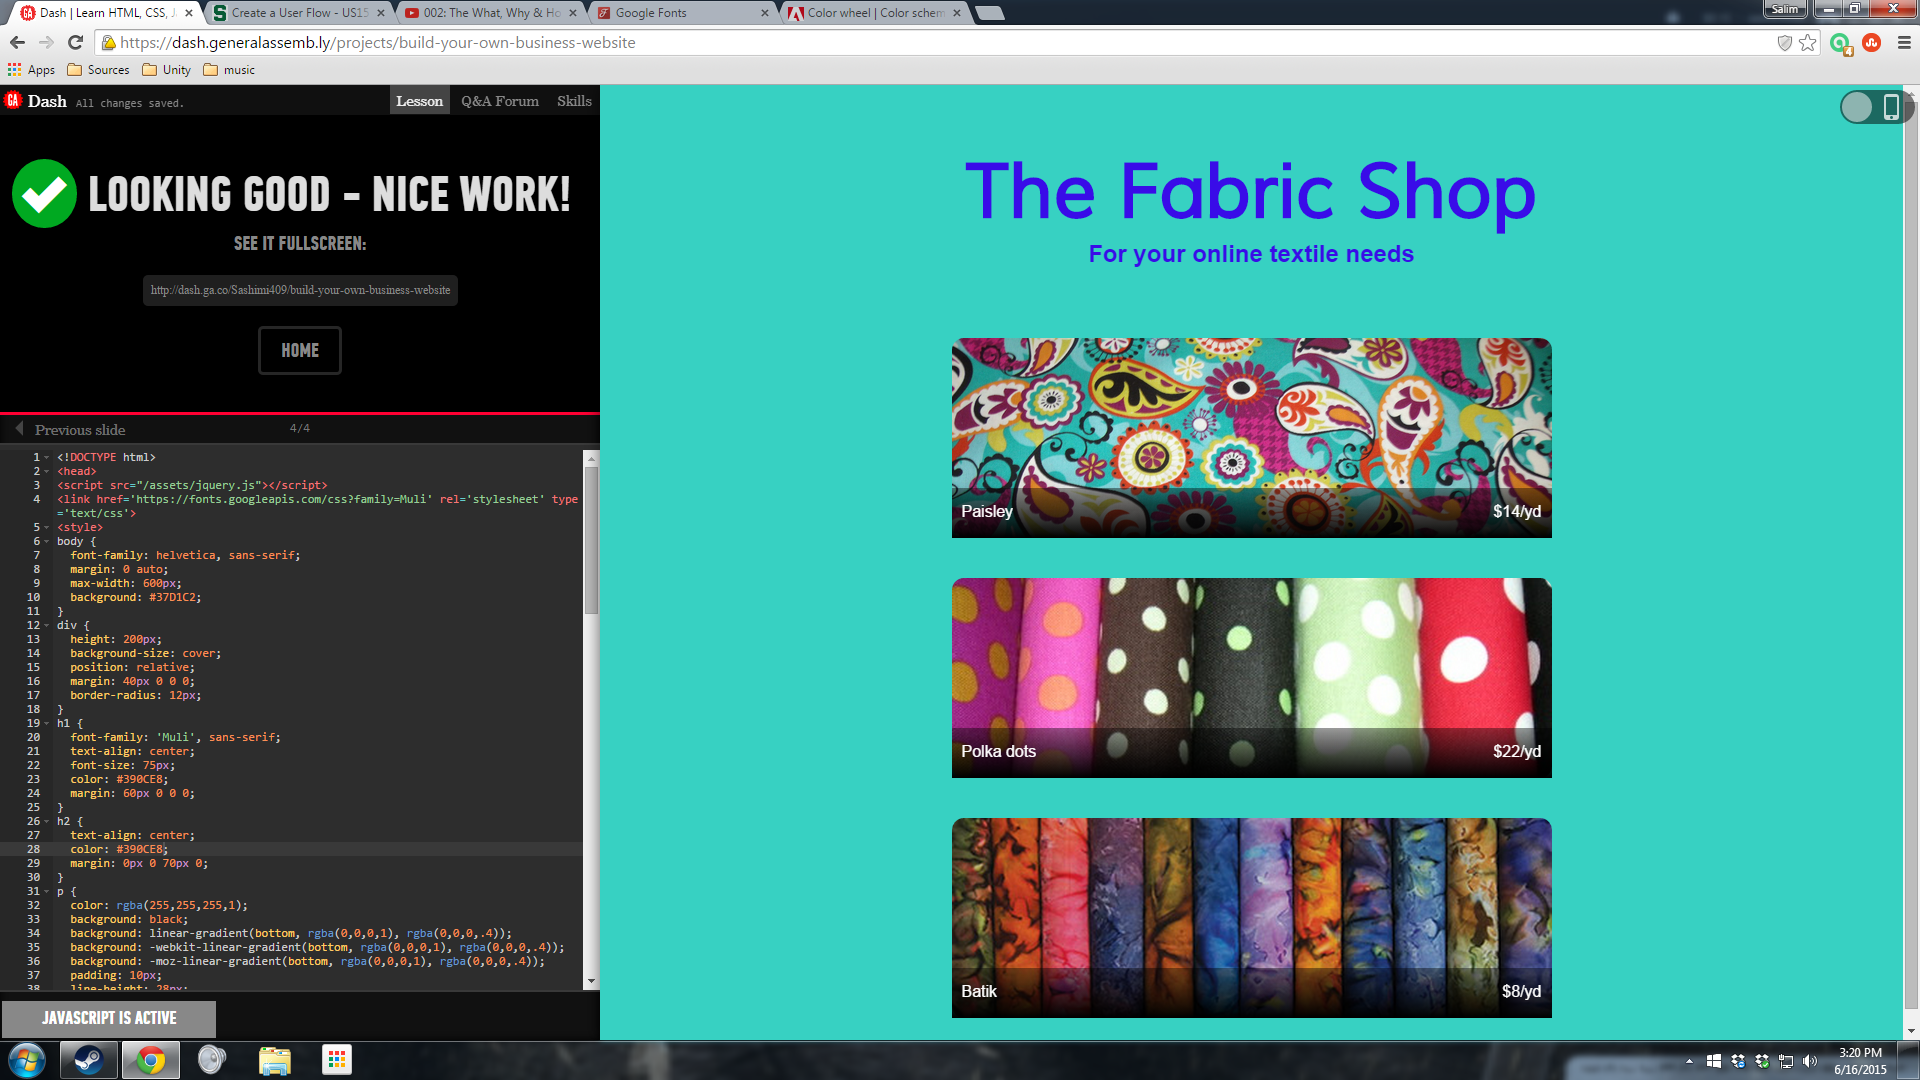 Dash | Learn HTML, CSS, J
Create a User Flow - US15
002: The What, Why & Ho
Google Fonts
Color wheel | Color schem
Salim
https://dash.generalassemb.ly/projects/build-your-own-business-website
4
Apps
Sources
Unity
music
GA
Dash
All changes saved.
Lesson
Q&A Forum
Skills
LOOKING GOOD - NICE WORK!
SEE IT FULLSCREEN:
http://dash.ga.co/Sashimi409/build-your-own-business-website
HOME
Previous slide
4/4
1 <!DOCTYPE html>
2 <head>
3 <script src="/assets/jquery.js"></script>
4 <link href='https://fonts.googleapis.com/css?family=Muli' rel='stylesheet' type
='text/css'>
5 <style>
6 body {
7 font-family: helvetica, sans-serif;
8 margin: 0 auto;
9 max-width: 600px;
10 background: #37D1C2;
11 }
12 div {
13 height: 200px;
14 background-size: cover;
15 position: relative;
16 margin: 40px 0 0 0;
17 border-radius: 12px;
18 }
19 h1 {
20 font-family: 'Muli', sans-serif;
21 text-align: center;
22 font-size: 75px;
23 color: #390CE8;
24 margin: 60px 0 0 0;
25 }
26 h2 {
27 text-align: center;
28 color: #390CE8;
29 margin: 0px 0 70px 0;
30 }
31 p {
32 color: rgba(255,255,255,1);
33 background: black;
34 background: linear-gradient(bottom, rgba(0,0,0,1), rgba(0,0,0,.4));
35 background: -webkit-linear-gradient(bottom, rgba(0,0,0,1), rgba(0,0,0,.4));
36 background: -moz-linear-gradient(bottom, rgba(0,0,0,1), rgba(0,0,0,.4));
37 padding: 10px;
38 line-height: 28px;
JAVASCRIPT IS ACTIVE
The Fabric Shop
For your online textile needs
Paisley
$14/yd
Polka dots
$22/yd
Batik
$8/yd
3:20 PM
6/16/2015